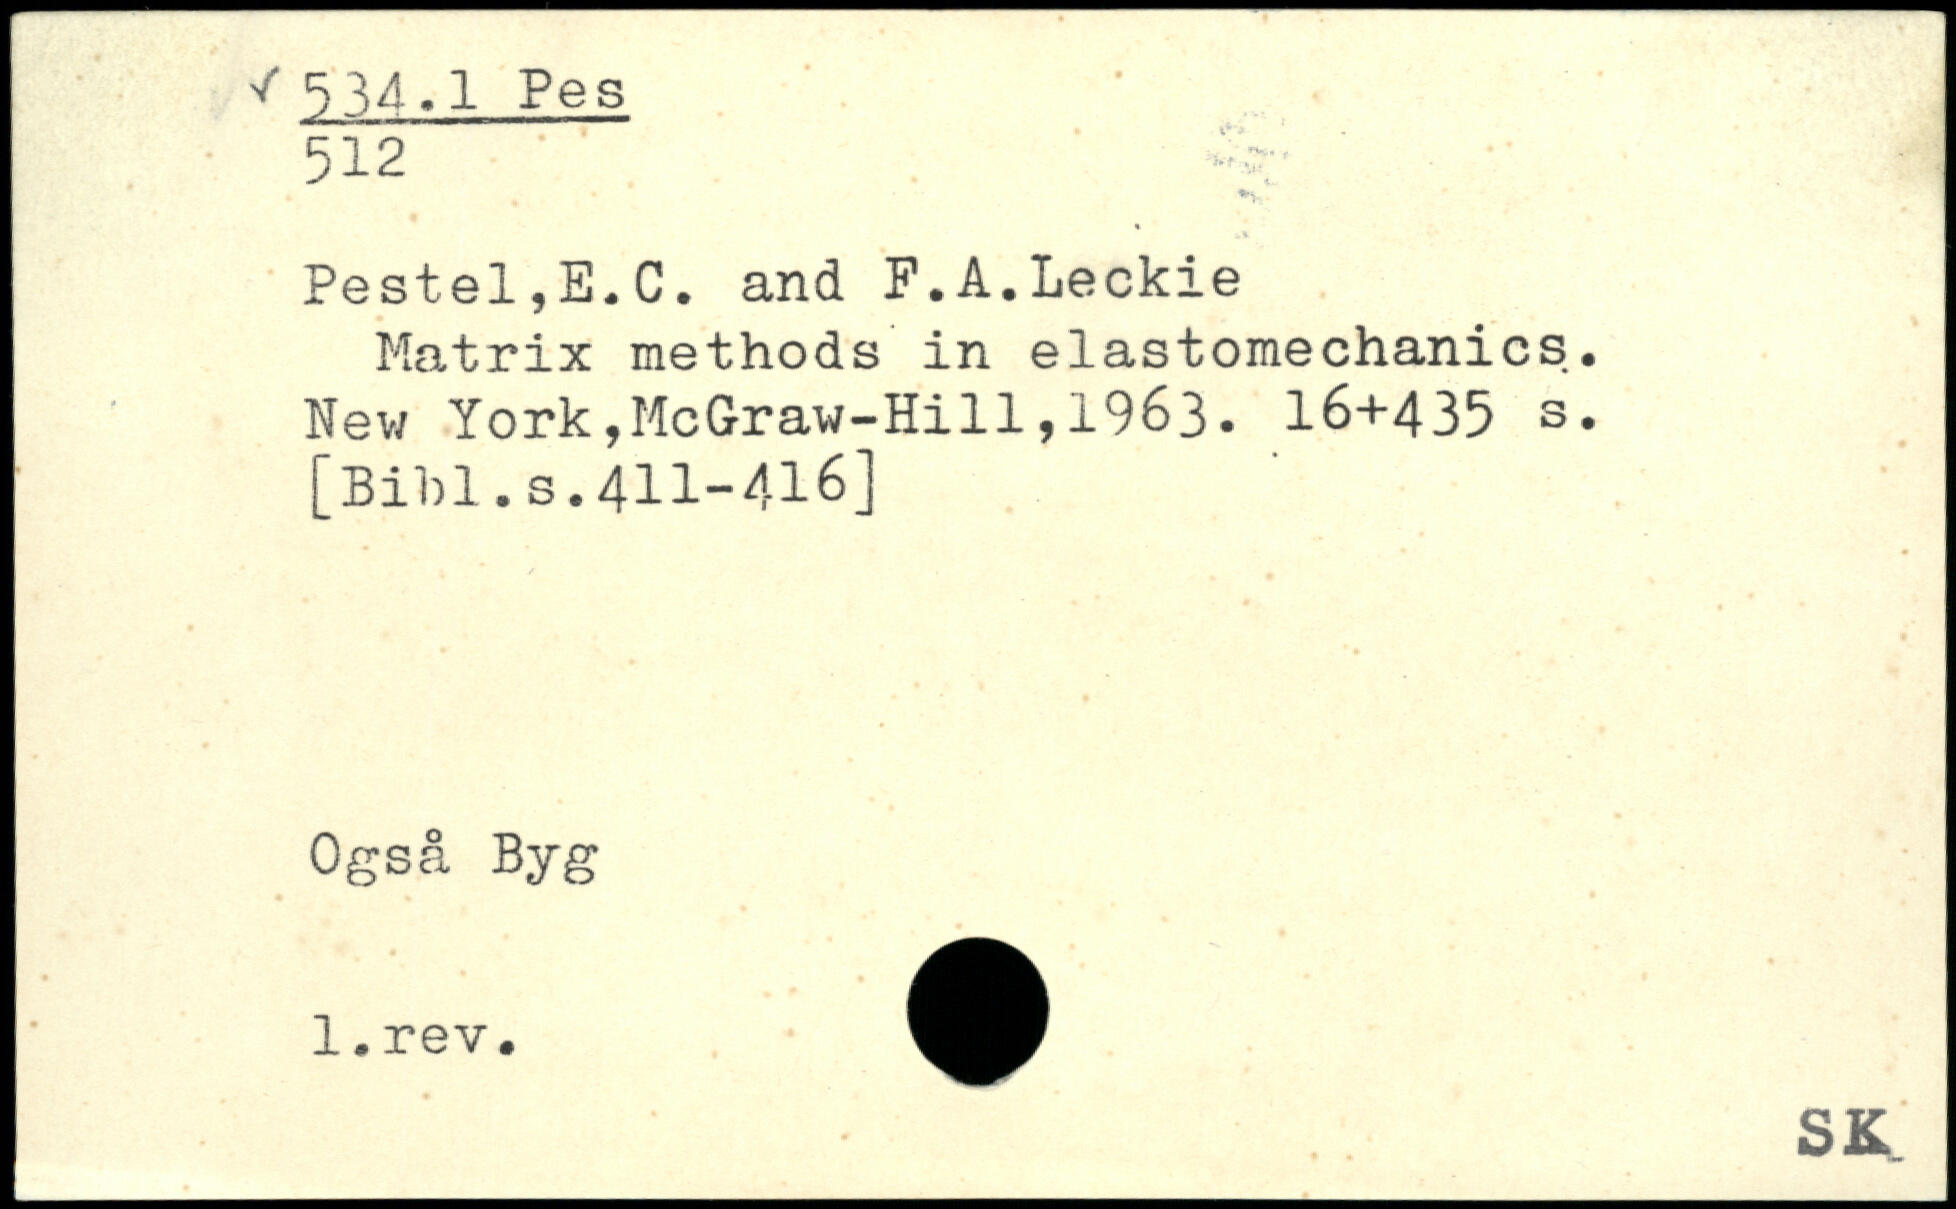 ✓ 534.1 Pes
512
Pestel,E.C. and F.A.Leckie
Matrix methods in elastomechanics.
New York,McGraw-Hill,1963. 16+435 s.
[Bibl.s.411-416]
Også Byg
1.rev.
SK